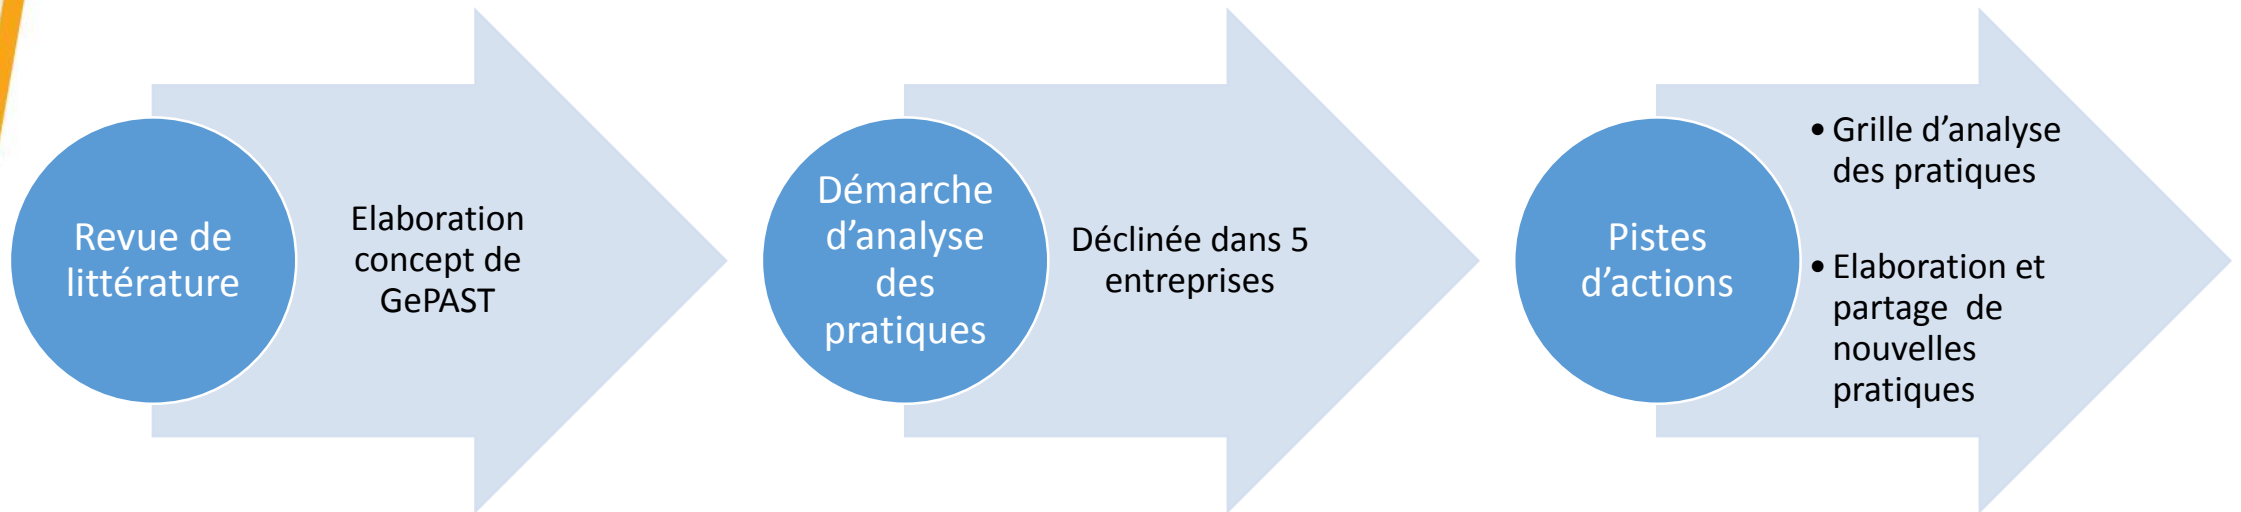 Revue de
littérature
Elaboration
concept de
GePAST
Démarche
d’analyse
des
pratiques
Déclinée dans 5
entreprises
Pistes
d’actions
• Grille d’analyse
des pratiques
• Elaboration et
partage  de
nouvelles
pratiques